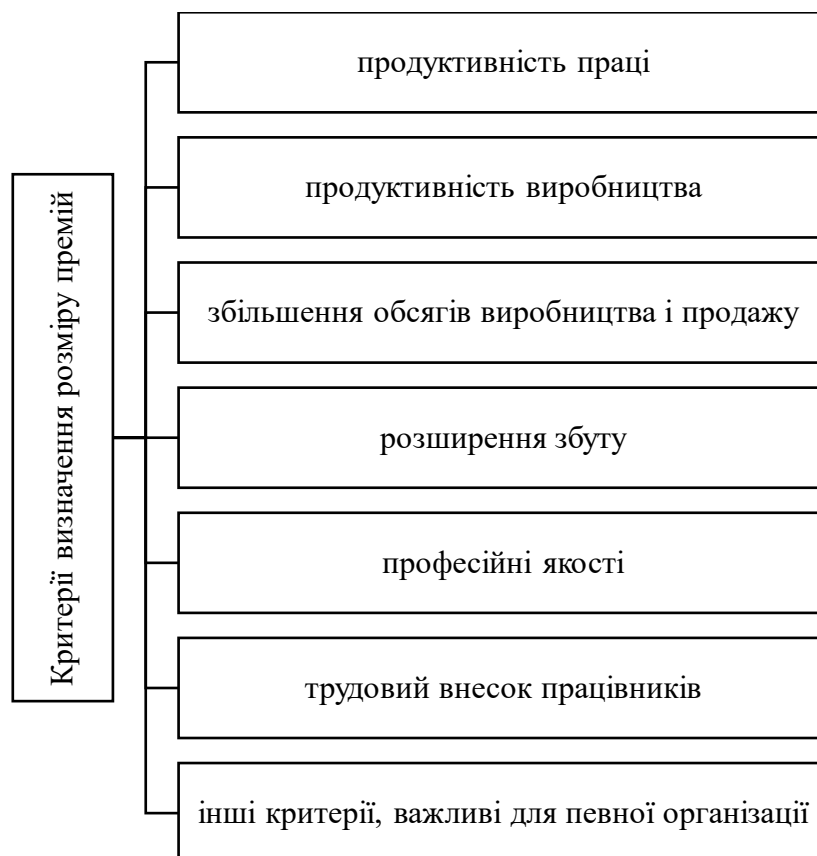 Критерії визначення розміру премій
продуктивність праці
продуктивність виробництва
збільшення обсягів виробництва і продажу
розширення збуту
професійні якості
трудовий внесок працівників
інші критерії, важливі для певної організації